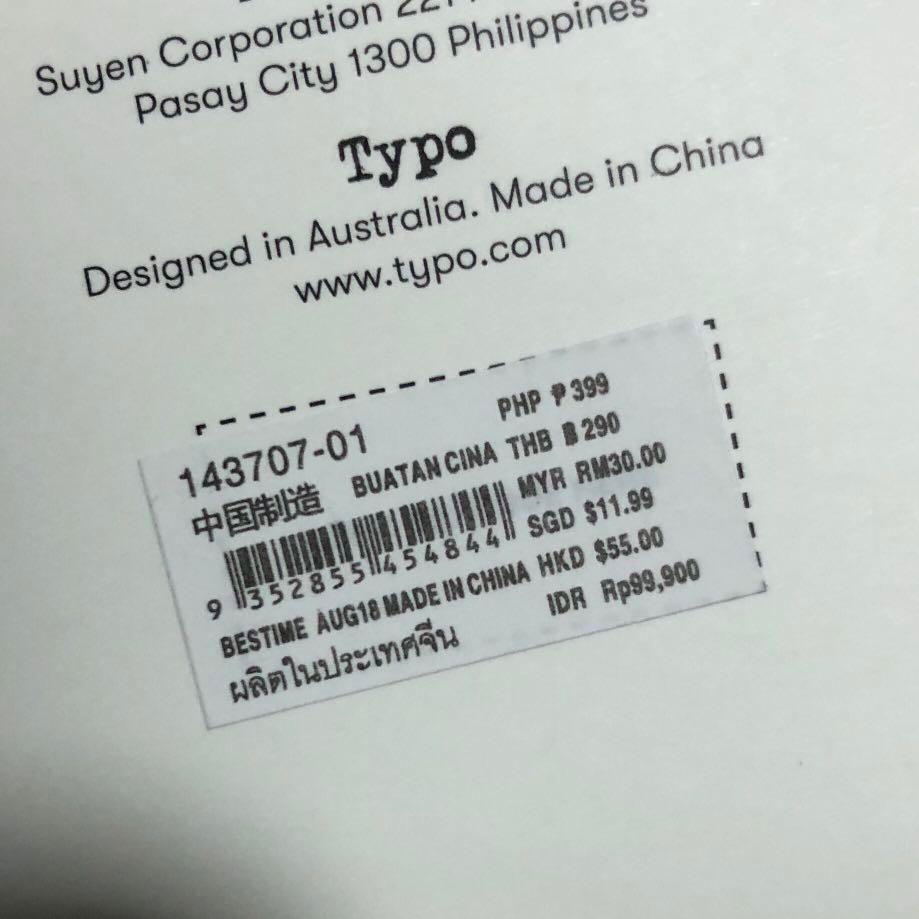 Suyen Corporation
Pasay City 1300 Philippines
Typo
Designed in Australia. Made in China
www.typo.com
143707-01
PHP ₱399
中国制造 BUATAN CINA THB ฿290
MYR RM30.00
SGD $11.99
9 352855 454844
BESTIME AUG18 MADE IN CHINA HKD $55.00
ผลิตในประเทศจีน IDR Rp99,900